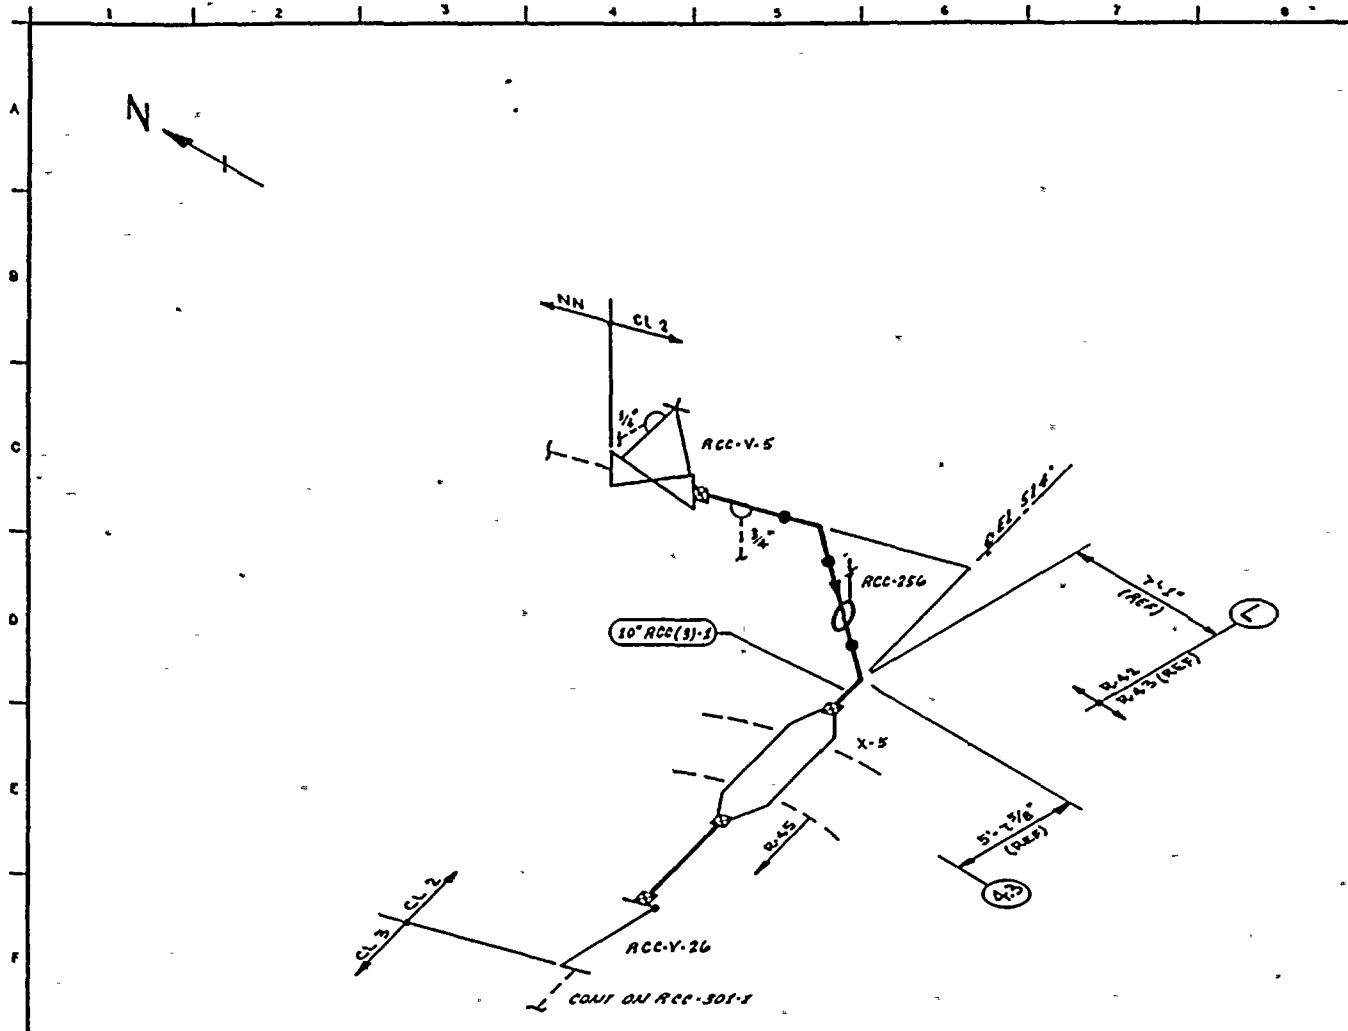 1 2 3 4 5 6 7 8
A
N
B
NN
CL 2
3/4"
C
RCC-V-5
3/4"
℄ EL 514'
RCC-256
7'-1"
(REF)
L
D
10" RCC(3)-1
R-42
R-43 (REF)
X-5
E
R-45
5'-2 3/8"
(REF)
4.3
CL 2
CL 3
RCC-V-26
F
CONT ON RCC-301-1